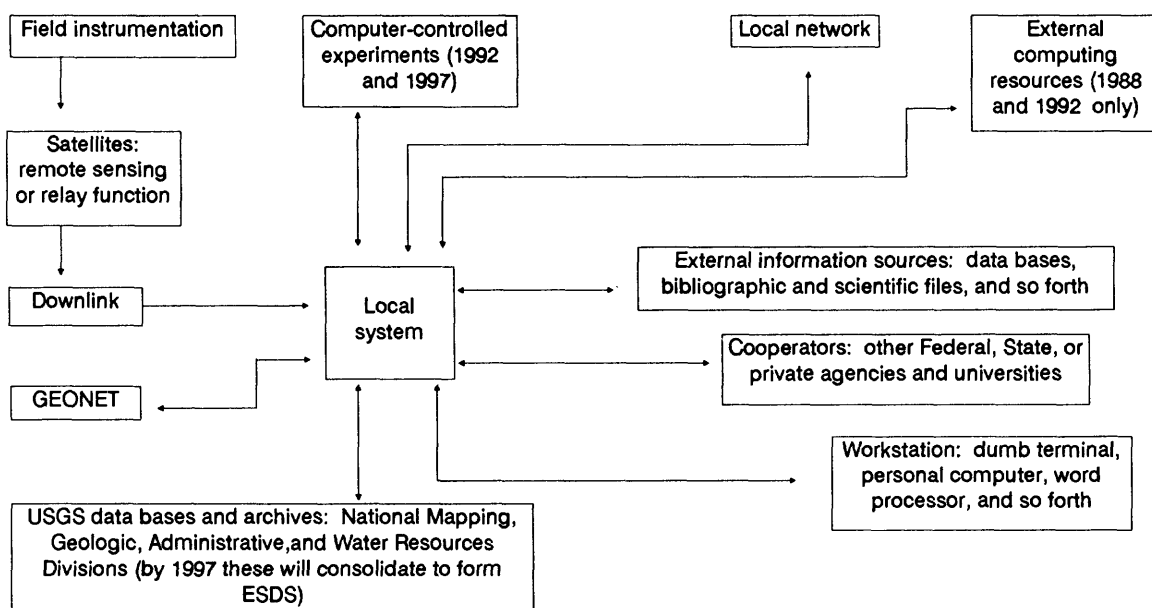 Field instrumentation
Computer-controlled
experiments (1992
and 1997)
Local network
External
computing
resources (1988
and 1992 only)
Satellites:
remote sensing
or relay function
Downlink
Local
system
External information sources: data bases,
bibliographic and scientific files, and so forth
Cooperators: other Federal, State, or
private agencies and universities
GEONET
Workstation: dumb terminal,
personal computer, word
processor, and so forth
USGS data bases and archives: National Mapping,
Geologic, Administrative,and Water Resources
Divisions (by 1997 these will consolidate to form
ESDS)